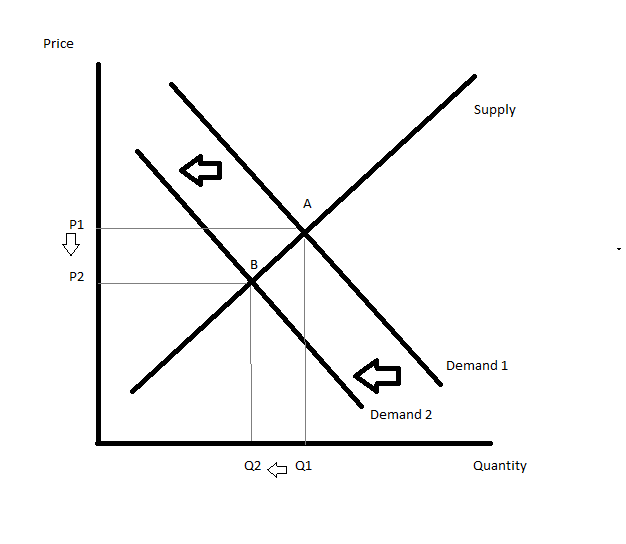 Price
Supply
A
P1
B
P2
Demand 1
Demand 2
Q2
Q1
Quantity